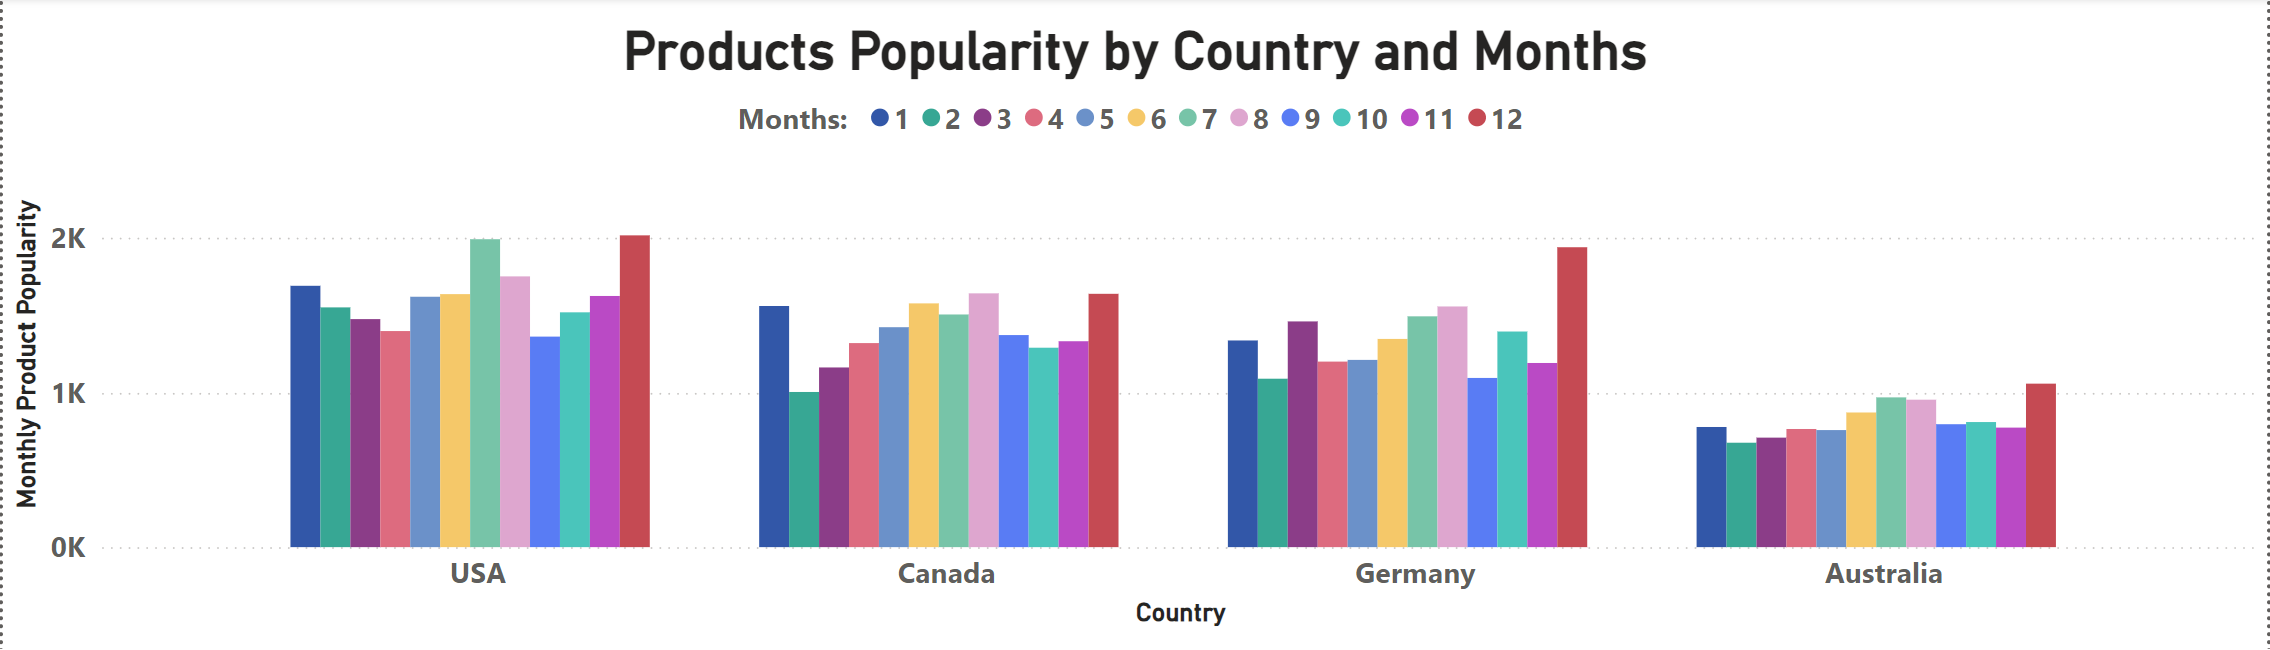 Products Popularity by Country and Months
Months: 1 2 3 4 5 6 7 8 9 10 11 12
Monthly Product Popularity
2K
1K
0K
USA Canada Germany Australia
Country